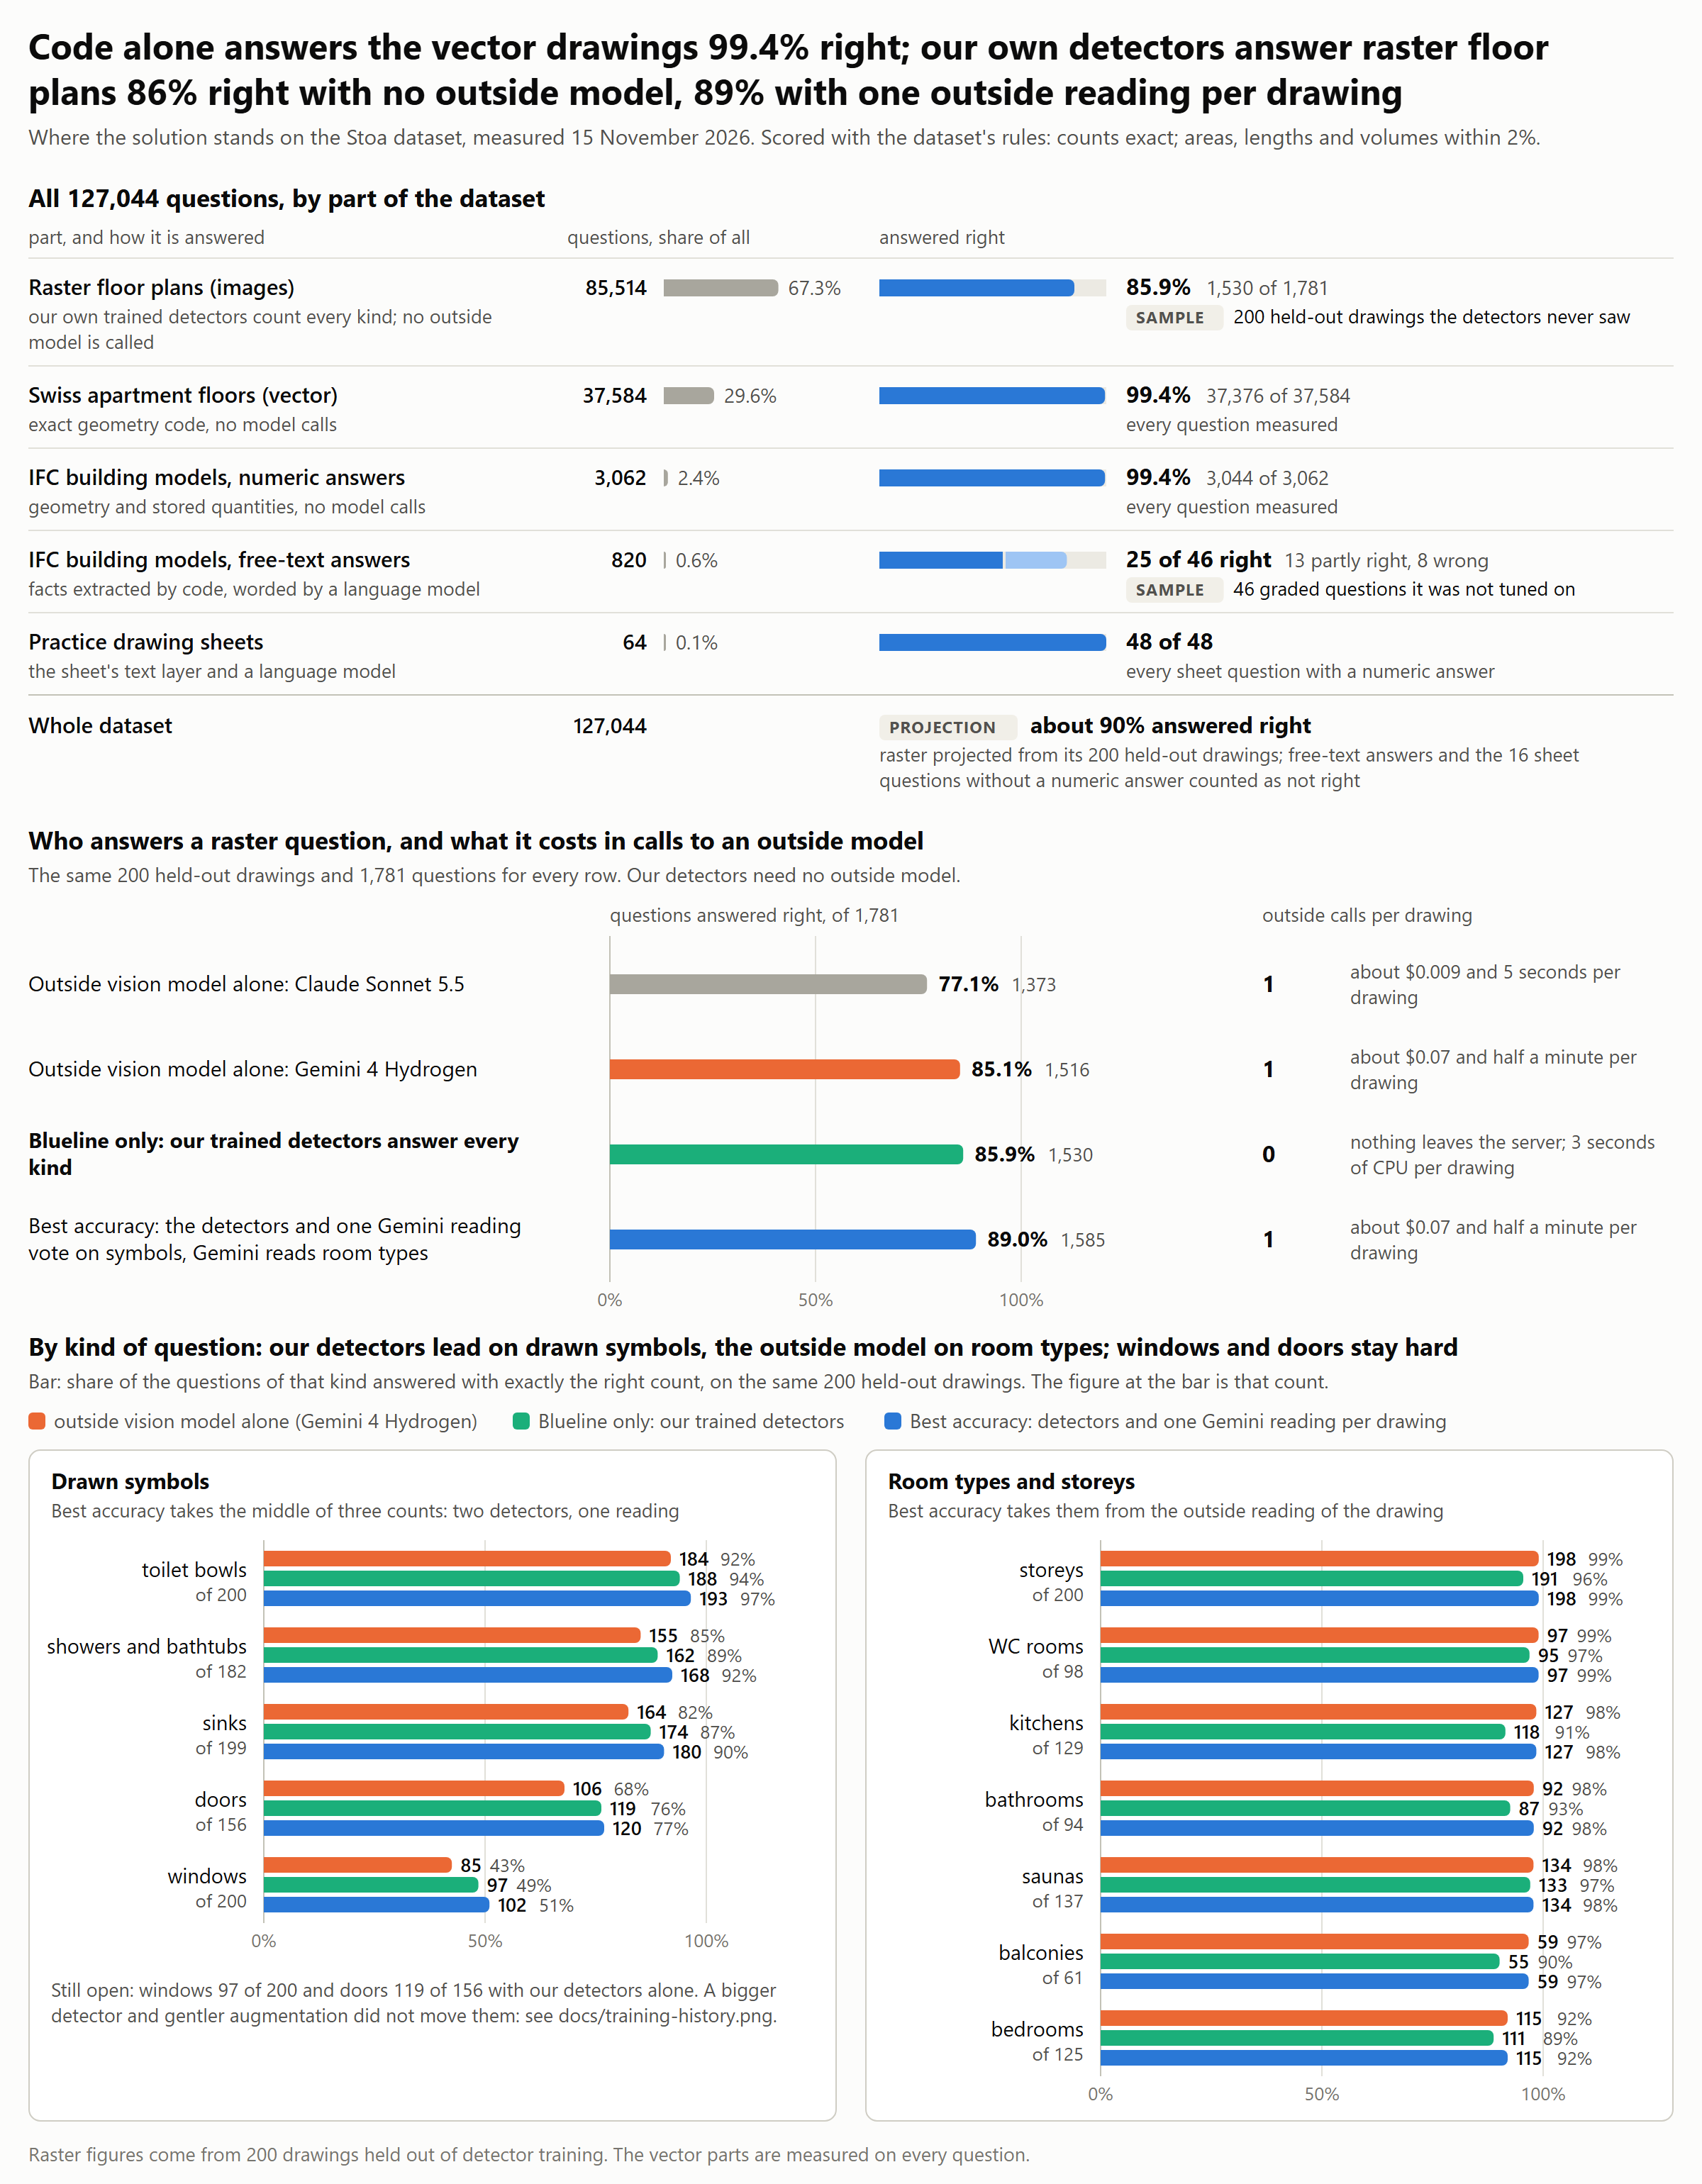 Code alone answers the vector drawings 99.4% right; our own detectors answer raster floor
plans 86% right with no outside model, 89% with one outside reading per drawing
Where the solution stands on the Stoa dataset, measured 15 November 2026. Scored with the dataset's rules: counts exact; areas, lengths and volumes within 2%.
All 127,044 questions, by part of the dataset
part, and how it is answered questions, share of all answered right
Raster floor plans (images) 85,514 67.3% 85.9% 1,530 of 1,781
our own trained detectors count every kind; no outside SAMPLE 200 held-out drawings the detectors never saw
model is called
Swiss apartment floors (vector) 37,584 29.6% 99.4% 37,376 of 37,584
exact geometry code, no model calls every question measured
IFC building models, numeric answers 3,062 2.4% 99.4% 3,044 of 3,062
geometry and stored quantities, no model calls every question measured
IFC building models, free-text answers 820 0.6% 25 of 46 right 13 partly right, 8 wrong
facts extracted by code, worded by a language model SAMPLE 46 graded questions it was not tuned on
Practice drawing sheets 64 0.1% 48 of 48
the sheet's text layer and a language model every sheet question with a numeric answer
Whole dataset 127,044 PROJECTION about 90% answered right
raster projected from its 200 held-out drawings; free-text answers and the 16 sheet
questions without a numeric answer counted as not right
Who answers a raster question, and what it costs in calls to an outside model
The same 200 held-out drawings and 1,781 questions for every row. Our detectors need no outside model.
questions answered right, of 1,781 outside calls per drawing
Outside vision model alone: Claude Sonnet 5.5 77.1% 1,373 1 about $0.009 and 5 seconds per
drawing
Outside vision model alone: Gemini 4 Hydrogen 85.1% 1,516 1 about $0.07 and half a minute per
drawing
Blueline only: our trained detectors answer every
kind 85.9% 1,530 0 nothing leaves the server; 3 seconds
of CPU per drawing
Best accuracy: the detectors and one Gemini reading
vote on symbols, Gemini reads room types 89.0% 1,585 1 about $0.07 and half a minute per
drawing
0% 50% 100%
By kind of question: our detectors lead on drawn symbols, the outside model on room types; windows and doors stay hard
Bar: share of the questions of that kind answered with exactly the right count, on the same 200 held-out drawings. The figure at the bar is that count.
outside vision model alone (Gemini 4 Hydrogen) Blueline only: our trained detectors Best accuracy: detectors and one Gemini reading per drawing
Drawn symbols
Best accuracy takes the middle of three counts: two detectors, one reading
toilet bowls
of 200
184 92%
188 94%
193 97%
showers and bathtubs
of 182
155 85%
162 89%
168 92%
sinks
of 199
164 82%
174 87%
180 90%
doors
of 156
106 68%
119 76%
120 77%
windows
of 200
85 43%
97 49%
102 51%
0% 50% 100%
Still open: windows 97 of 200 and doors 119 of 156 with our detectors alone. A bigger
detector and gentler augmentation did not move them: see docs/training-history.png.
Room types and storeys
Best accuracy takes them from the outside reading of the drawing
storeys
of 200
198 99%
191 96%
198 99%
WC rooms
of 98
97 99%
95 97%
97 99%
kitchens
of 129
127 98%
118 91%
127 98%
bathrooms
of 94
92 98%
87 93%
92 98%
saunas
of 137
134 98%
133 97%
134 98%
balconies
of 61
59 97%
55 90%
59 97%
bedrooms
of 125
115 92%
111 89%
115 92%
0% 50% 100%
Raster figures come from 200 drawings held out of detector training. The vector parts are measured on every question.